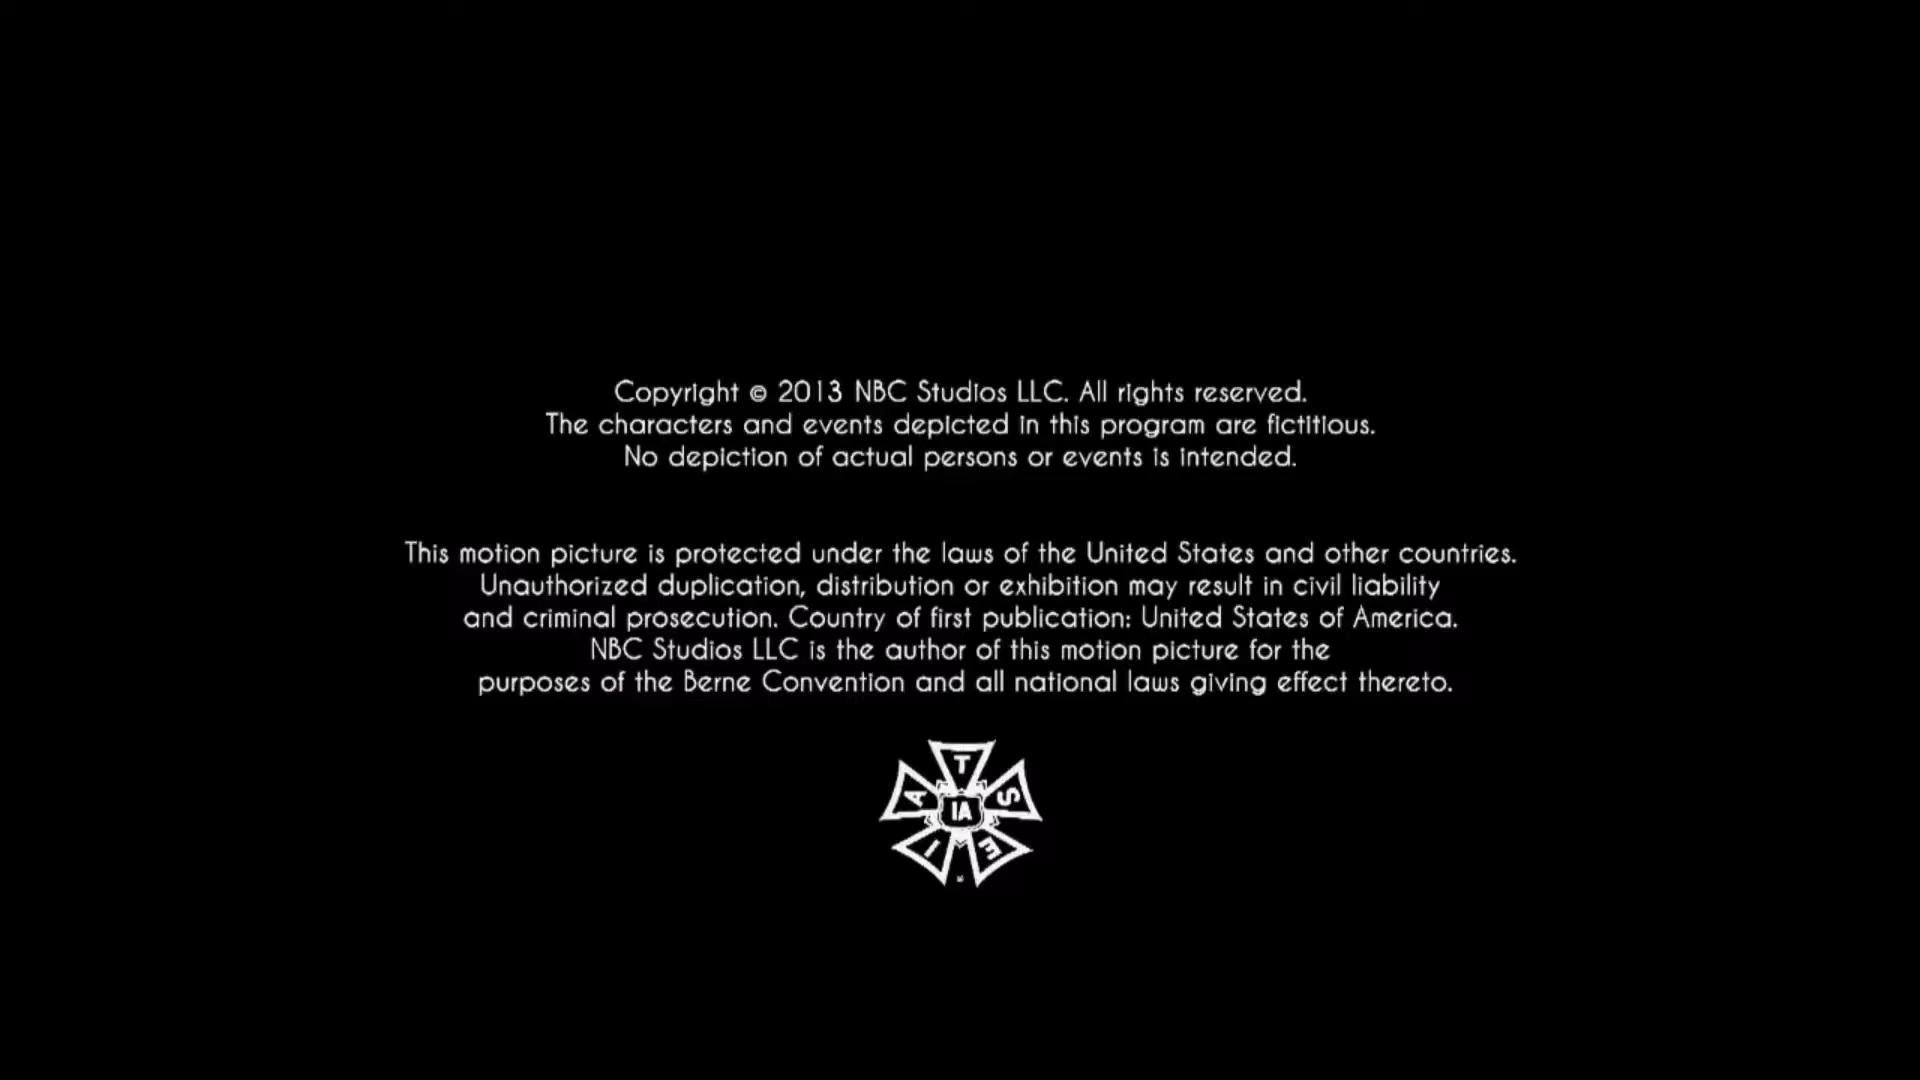 Copyright © 2013 NBC Studios LLC. All rights reserved.
The characters and events depicted in this program are fictitious.
No depiction of actual persons or events is intended.
This motion picture is protected under the laws of the United States and other countries.
Unauthorized duplication, distribution or exhibition may result in civil liability
and criminal prosecution. Country of first publication: United States of America.
NBC Studios LLC is the author of this motion picture for the
purposes of the Berne Convention and all national laws giving effect thereto.
I A T S E
IA